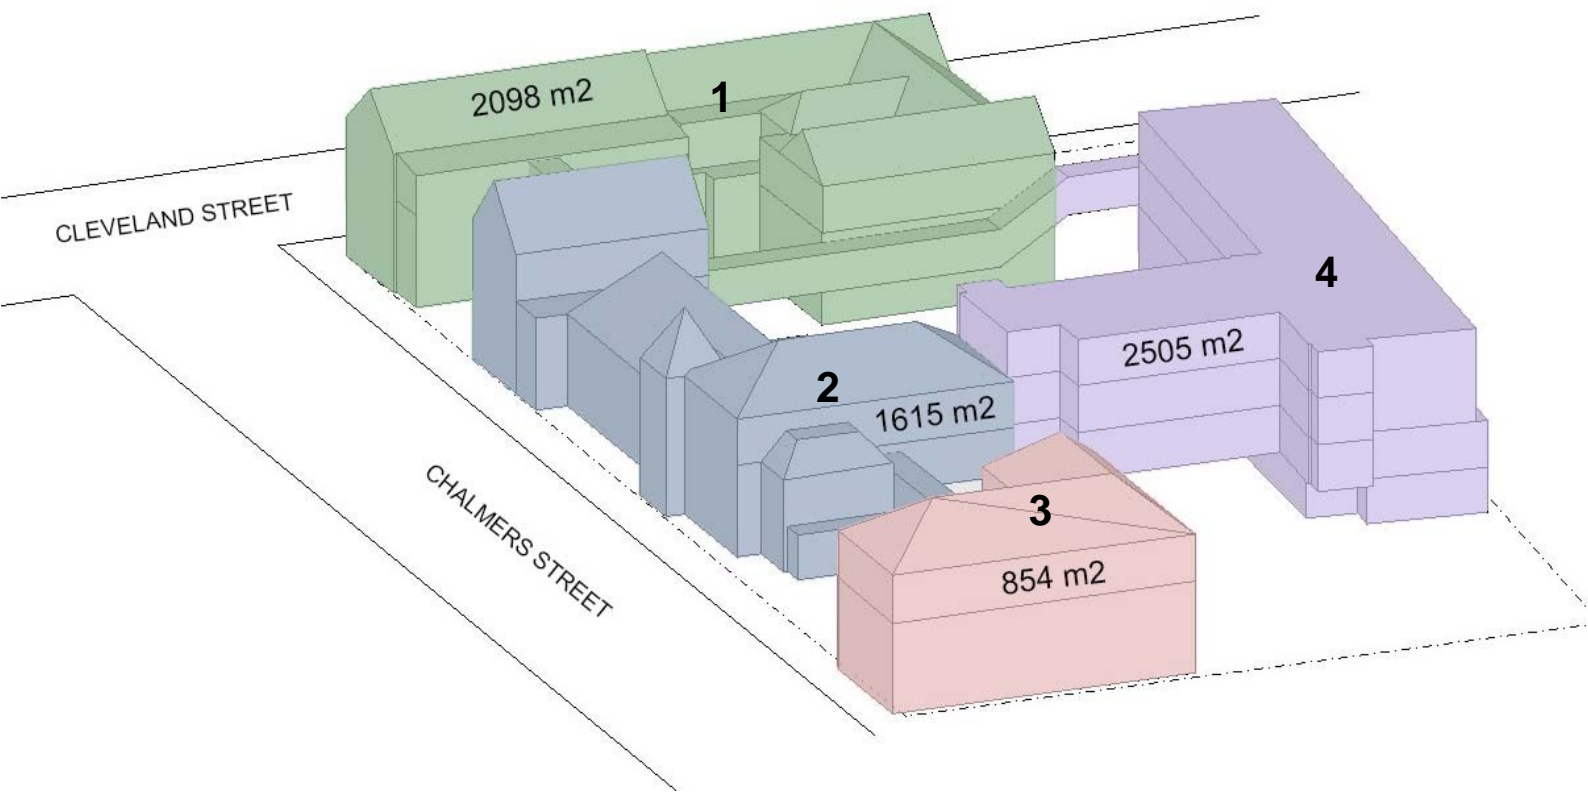 2098 m2
1
CLEVELAND STREET
4
2505 m2
2
1615 m2
CHALMERS STREET
3
854 m2